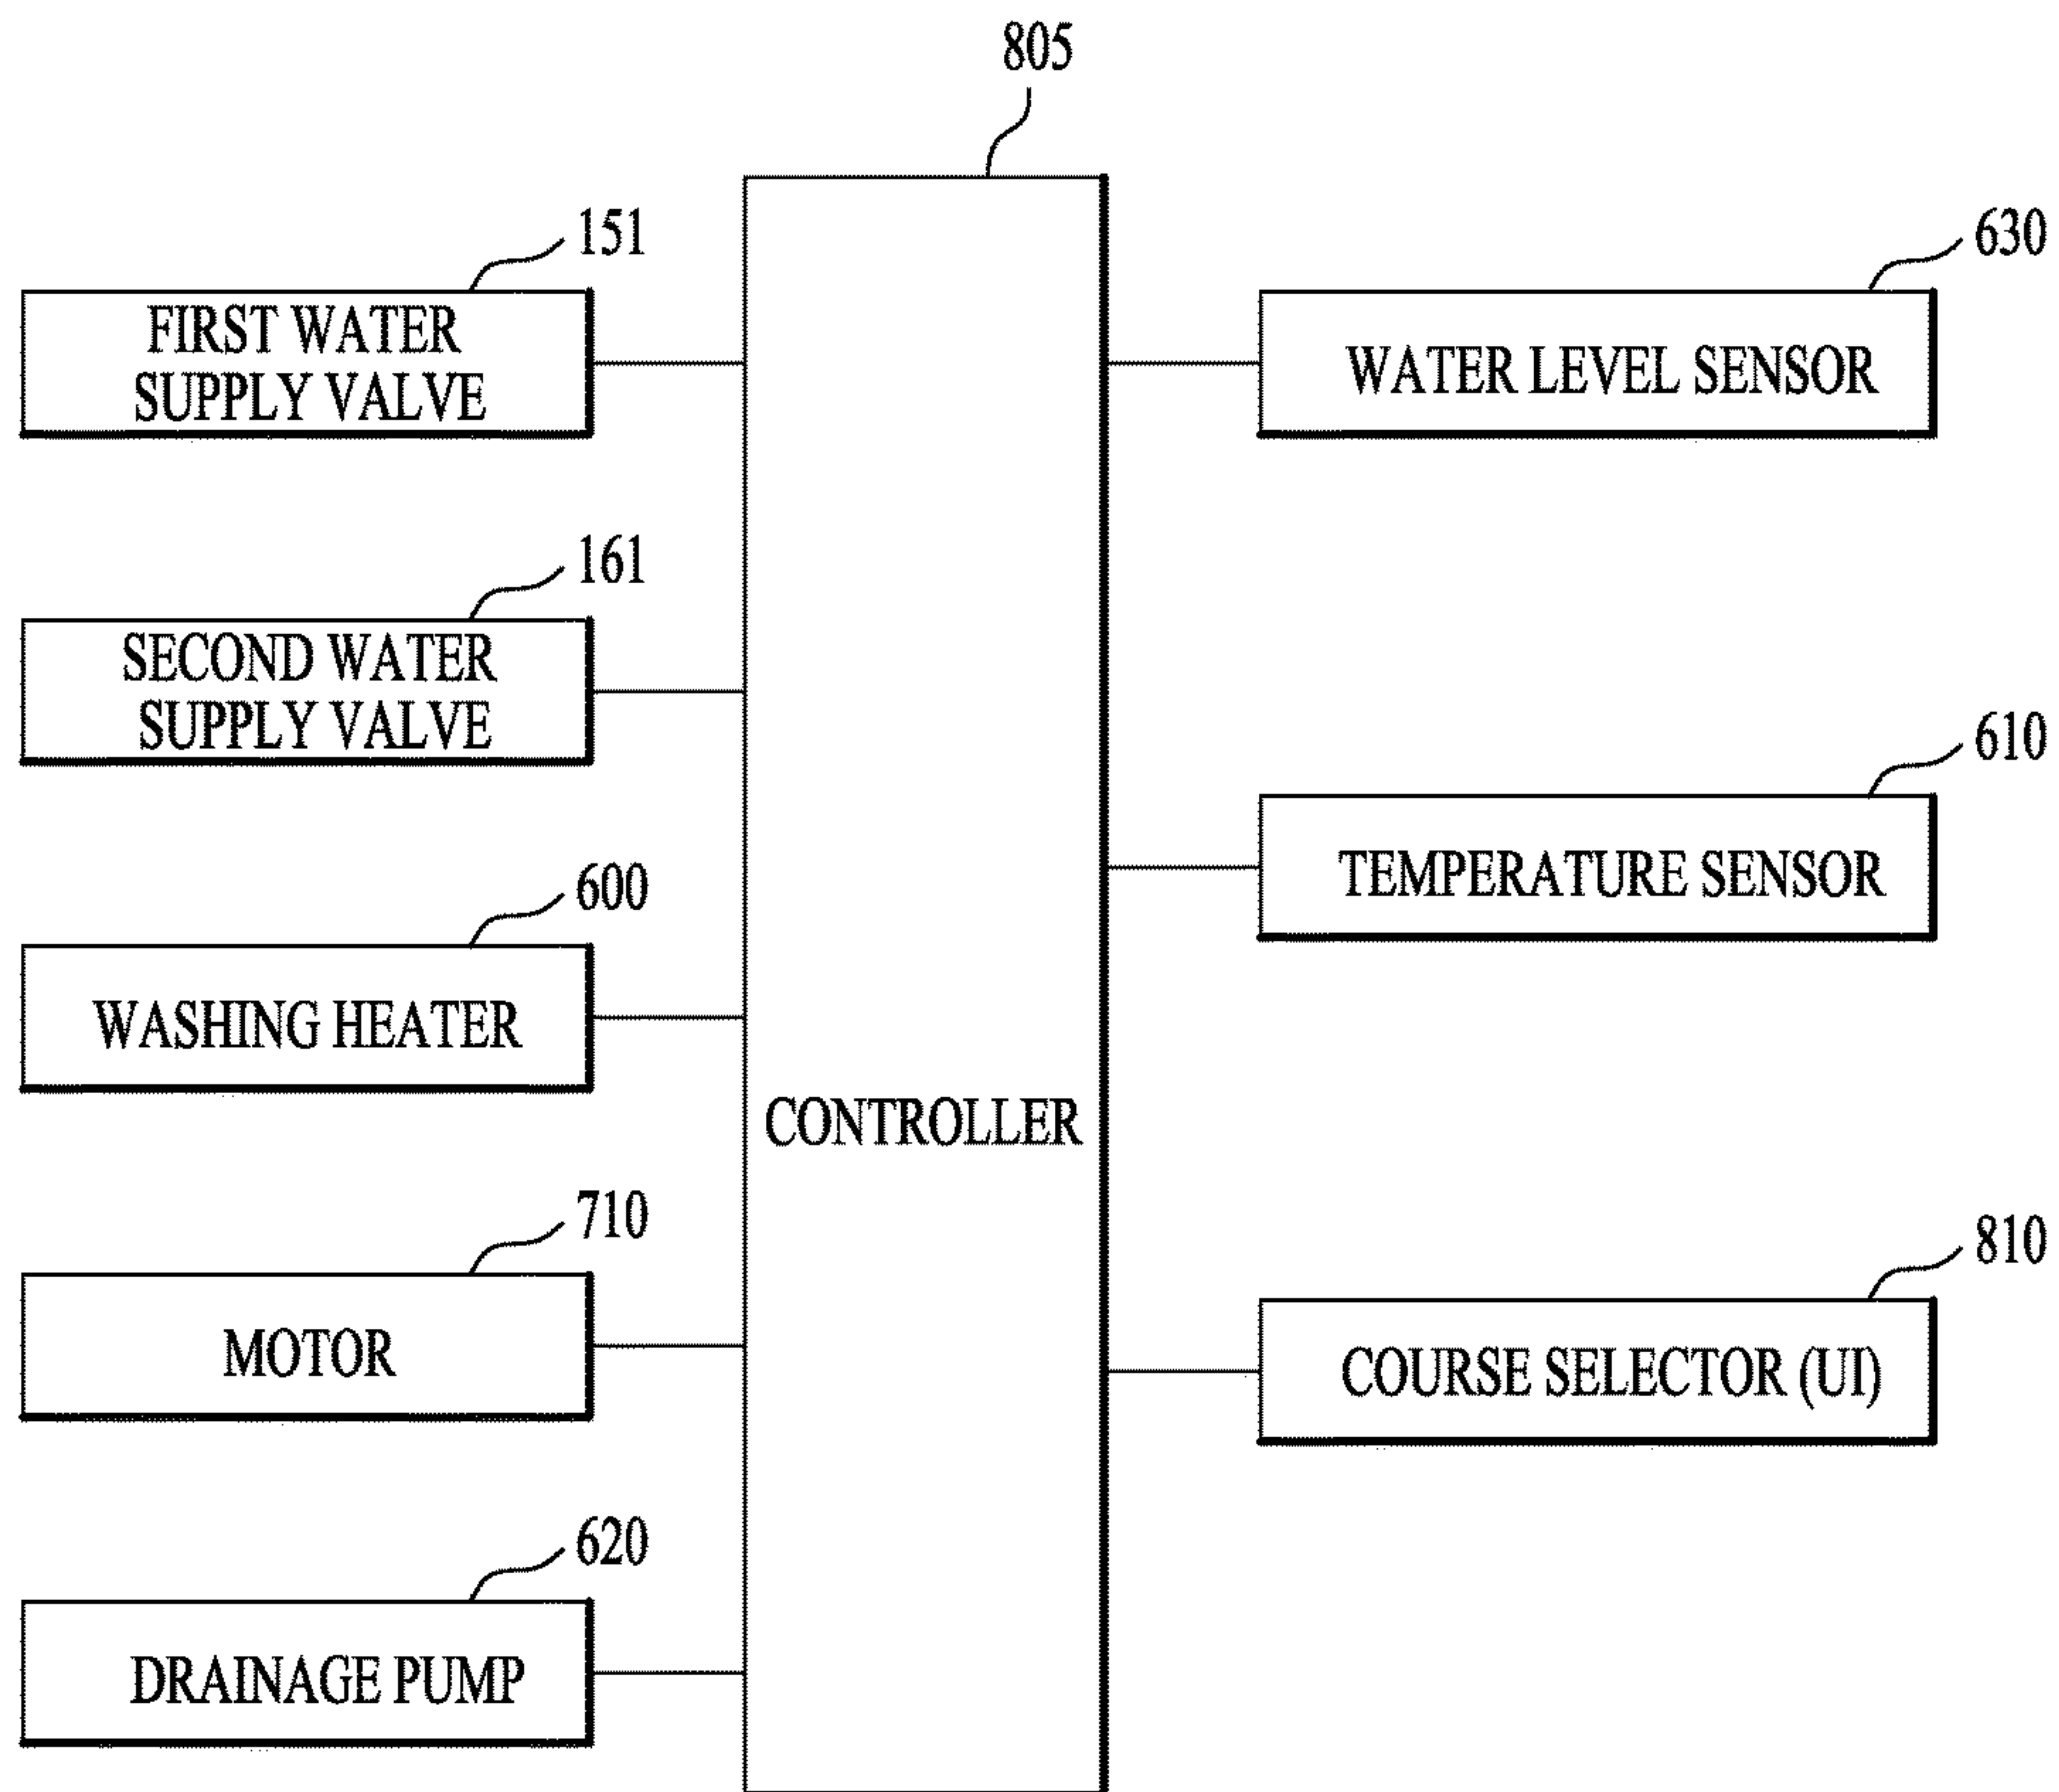 805
151
FIRST WATER
SUPPLY VALVE
161
SECOND WATER
SUPPLY VALVE
600
WASHING HEATER
710
MOTOR
620
DRAINAGE PUMP
CONTROLLER
630
WATER LEVEL SENSOR
610
TEMPERATURE SENSOR
810
COURSE SELECTOR (UI)